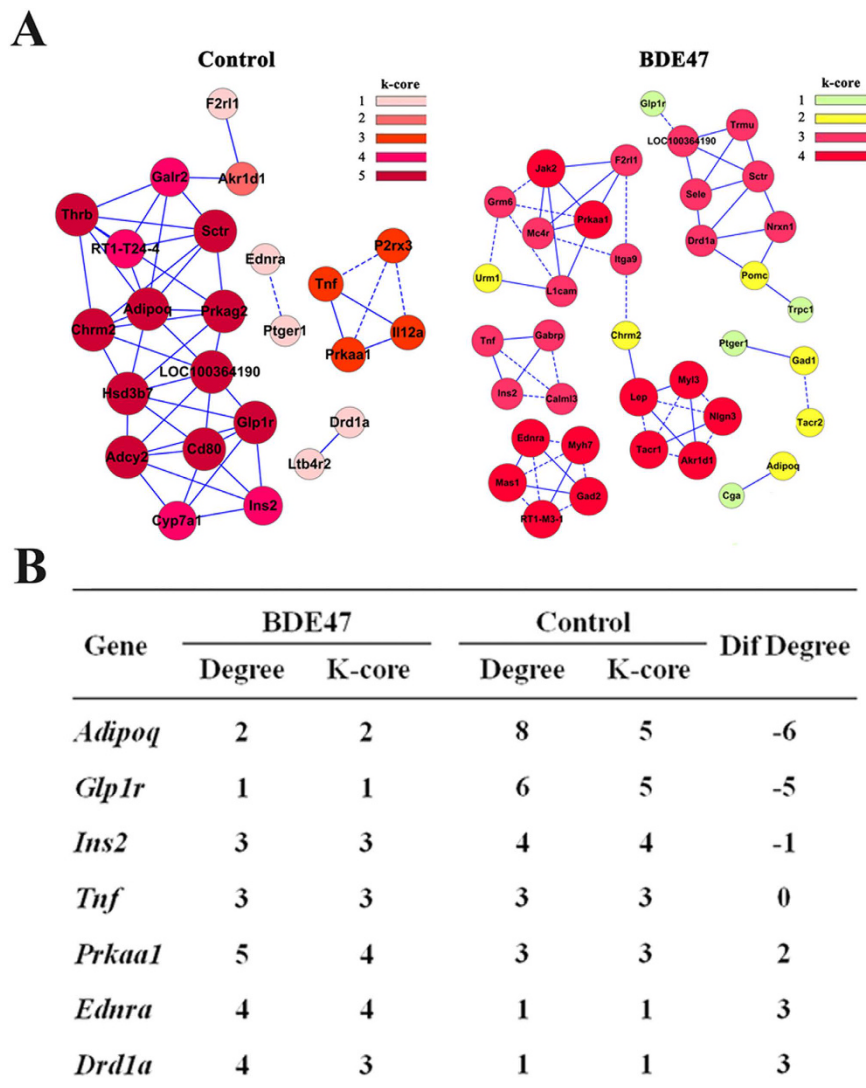 A
Control
k-core
1
2
3
4
5
F2rl1
Akr1d1
Galr2
Thrb
Sctr
RT1-T24-4
Ednra
P2rx3
Tnf
Adipoq
Prkag2
Chrm2
Ptger1
Il12a
Prkaa1
LOC100364190
Hsd3b7
Glp1r
Drd1a
Cd80
Adcy2
Ltb4r2
Ins2
Cyp7a1
BDE47
k-core
1
2
3
4
Glp1r
LOC100364190
Trmu
Jak2
F2rl1
Sctr
Grm6
Sele
Prkaa1
Mc4r
Nrxn1
Drd1a
Itga9
Urm1
Pomc
L1cam
Trpc1
Tnf
Gabrp
Chrm2
Ptger1
Gad1
Ins2
Calml3
Lep
Myl3
Nlgn3
Tacr2
Ednra
Myh7
Tacr1
Akr1d1
Adipoq
Mas1
Gad2
Cga
RT1-M3-1
B
Gene BDE47 Control Dif Degree
Degree K-core Degree K-core
Adipoq 2 2 8 5 -6
Glp1r 1 1 6 5 -5
Ins2 3 3 4 4 -1
Tnf 3 3 3 3 0
Prkaa1 5 4 3 3 2
Ednra 4 4 1 1 3
Drd1a 4 3 1 1 3